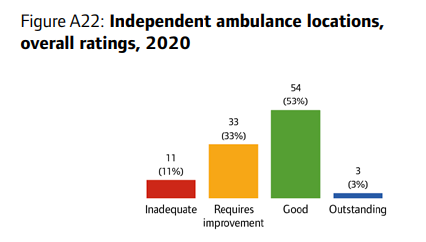 Figure A22: Independent ambulance locations,
overall ratings, 2020
54
(53%)
33
(33%)
11
(11%)
3
(3%)
Inadequate
Requires
improvement
Good
Outstanding